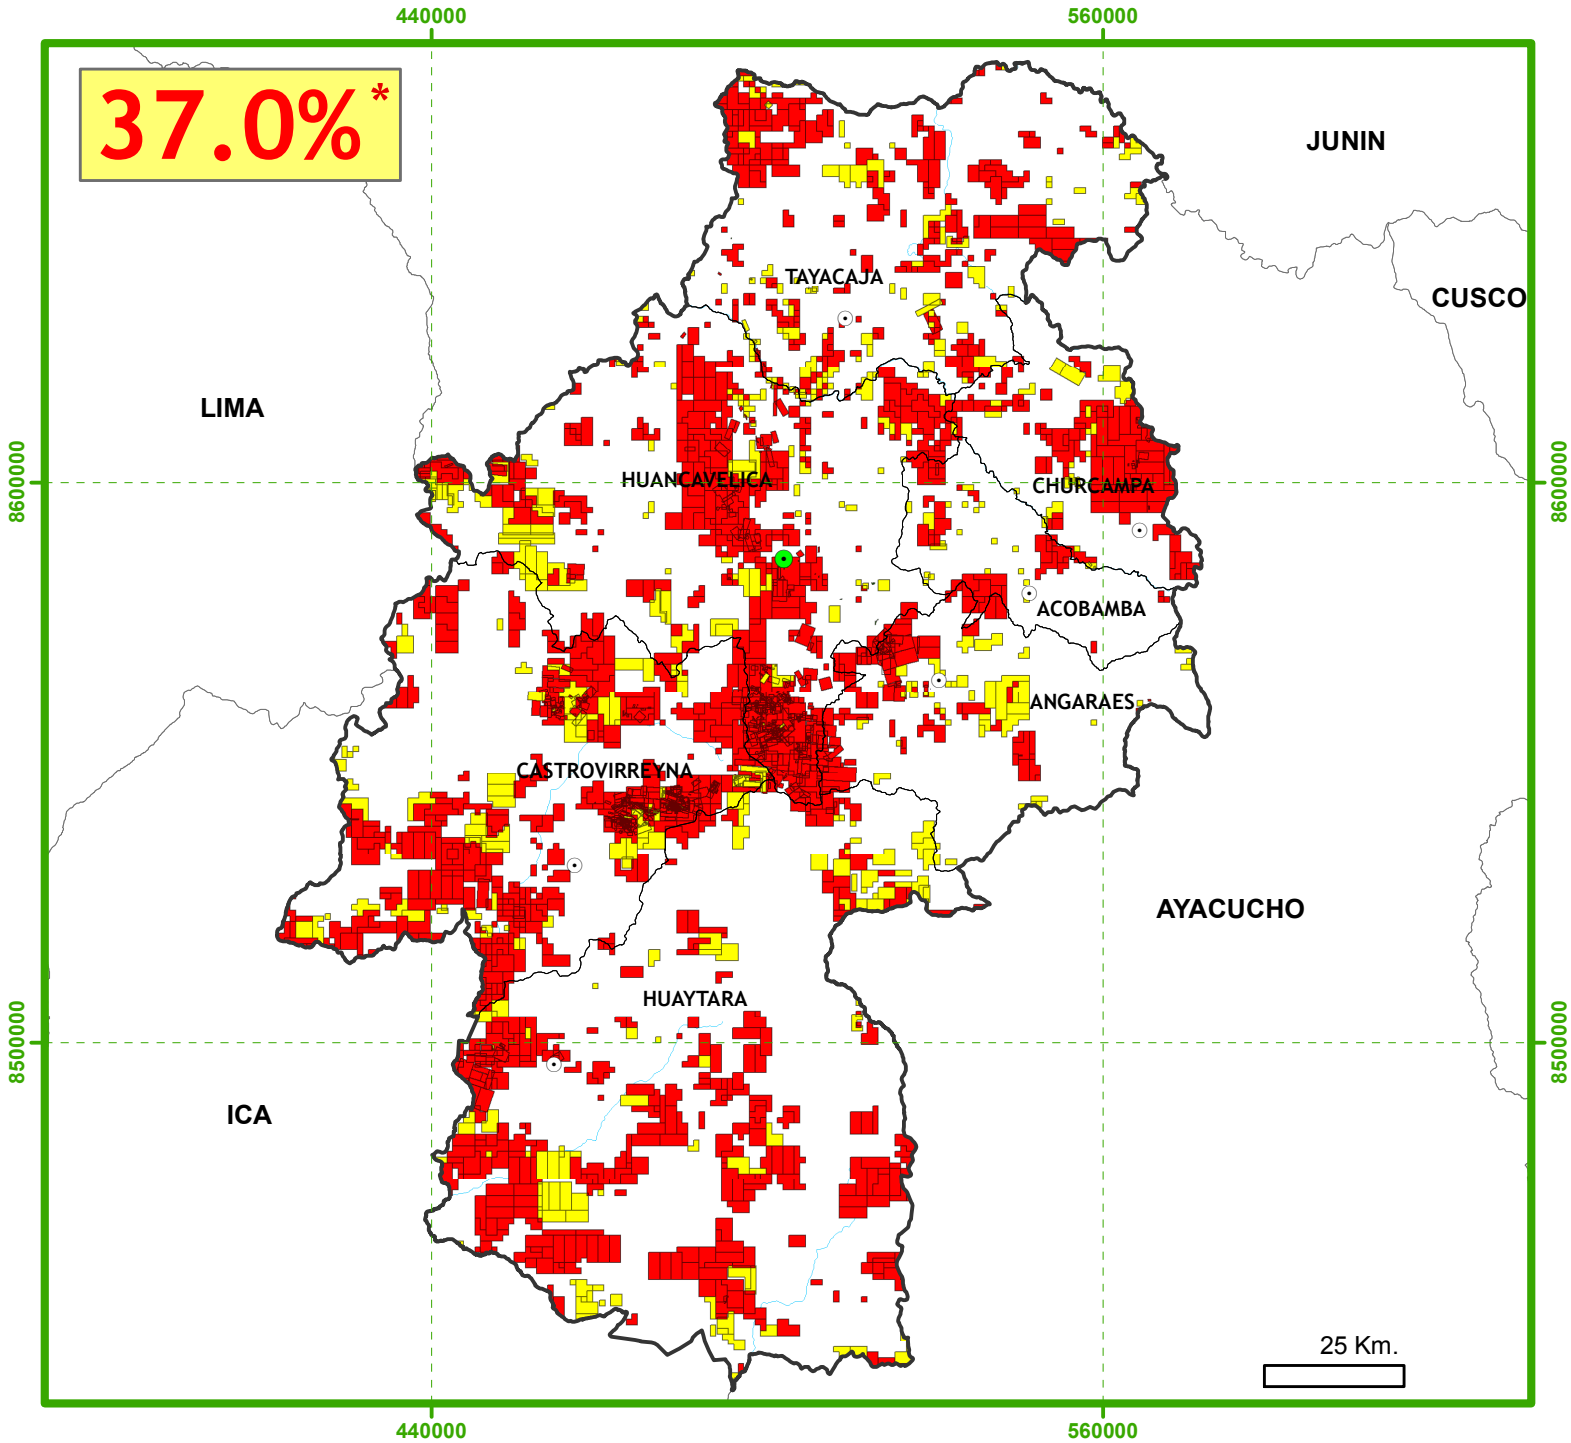 440000
560000
37.0%*
JUNIN
TAYACAJA
CUSCO
LIMA
HUANCAVELICA
CHURCAMPA
8600000
8600000
ACOBAMBA
ANGARAES
CASTROVIRREYNA
AYACUCHO
HUAYTARA
8500000
8500000
ICA
25 Km.
440000
560000